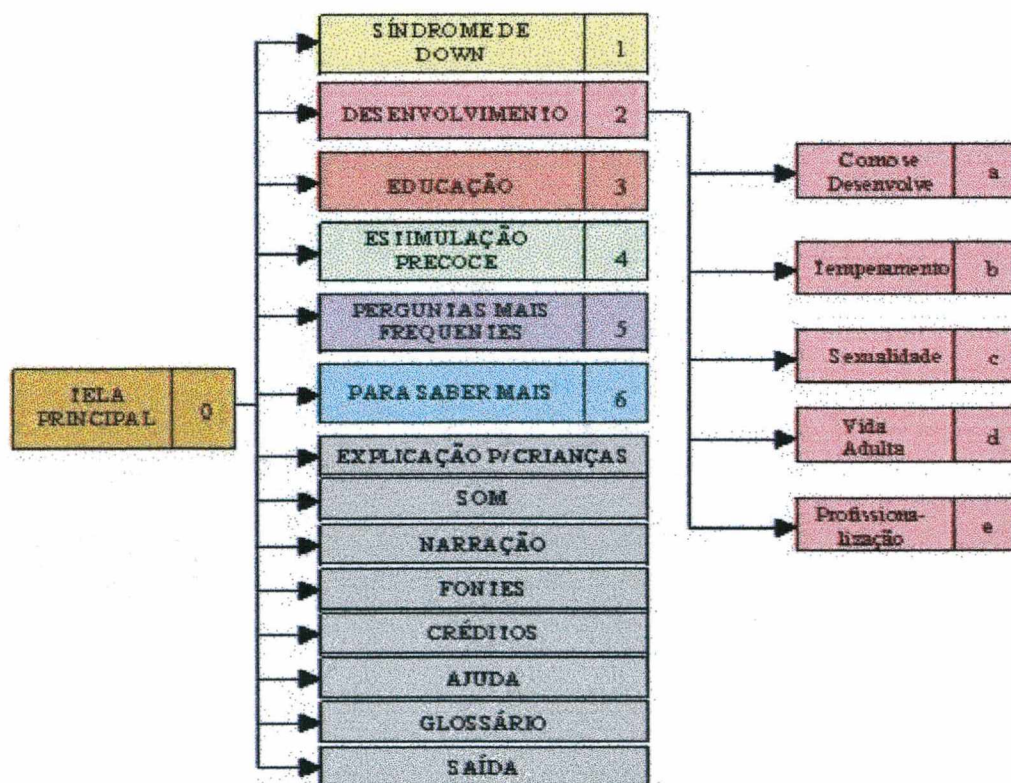 SÍNDROME DE
DOWN
1
DESENVOLVIMENTO
2
EDUCAÇÃO
3
ESTIMULAÇÃO
PRECOCE
4
PERGUNTAS MAIS
FREQUENTES
5
PARA SABER MAIS
6
TELA
PRINCIPAL
0
EXPLICAÇÃO P/ CRIANÇAS
SOM
NARRAÇÃO
FONTES
CRÉDITOS
AJUDA
GLOSSÁRIO
SAÍDA
Como se
Desenvolve
a
Temperamento
b
Sexualidade
c
Vida
Adulta
d
Profissiona-
lização
e